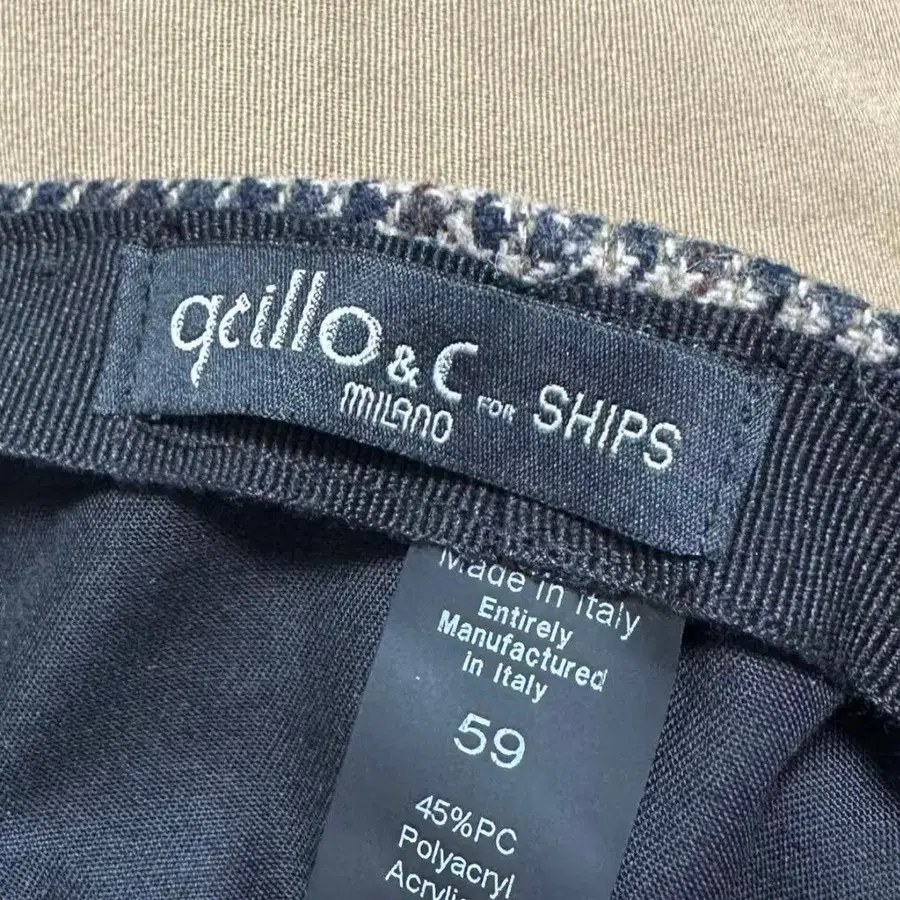 grillo & C FOR SHIPS
MILANO
Made in Italy
Entirely
Manufactured
in Italy
59
45%PC
Polyacryl